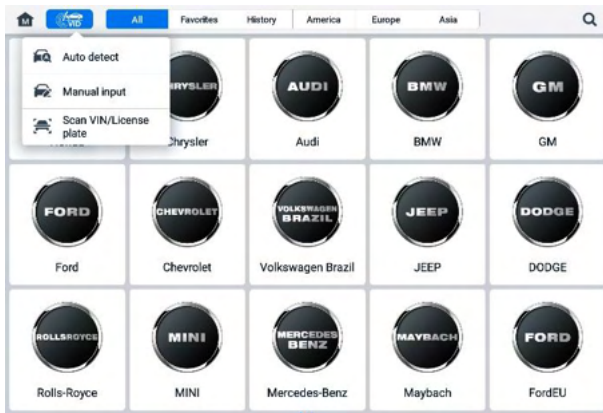 M
VID
All
Favorites
History
America
Europe
Asia
Auto detect
Manual input
Scan VIN/License
plate
RYSLER
Chrysler
AUDI
Audi
BMW
BMW
GM
GM
FORD
Ford
CHEVROLET
Chevrolet
VOLKSWAGEN
BRAZIL
Volkswagen Brazil
JEEP
JEEP
DODGE
DODGE
ROLLSROYCE
Rolls-Royce
MINI
MINI
MERCEDES
BENZ
Mercedes-Benz
MAYBACH
Maybach
FORD
FordEU